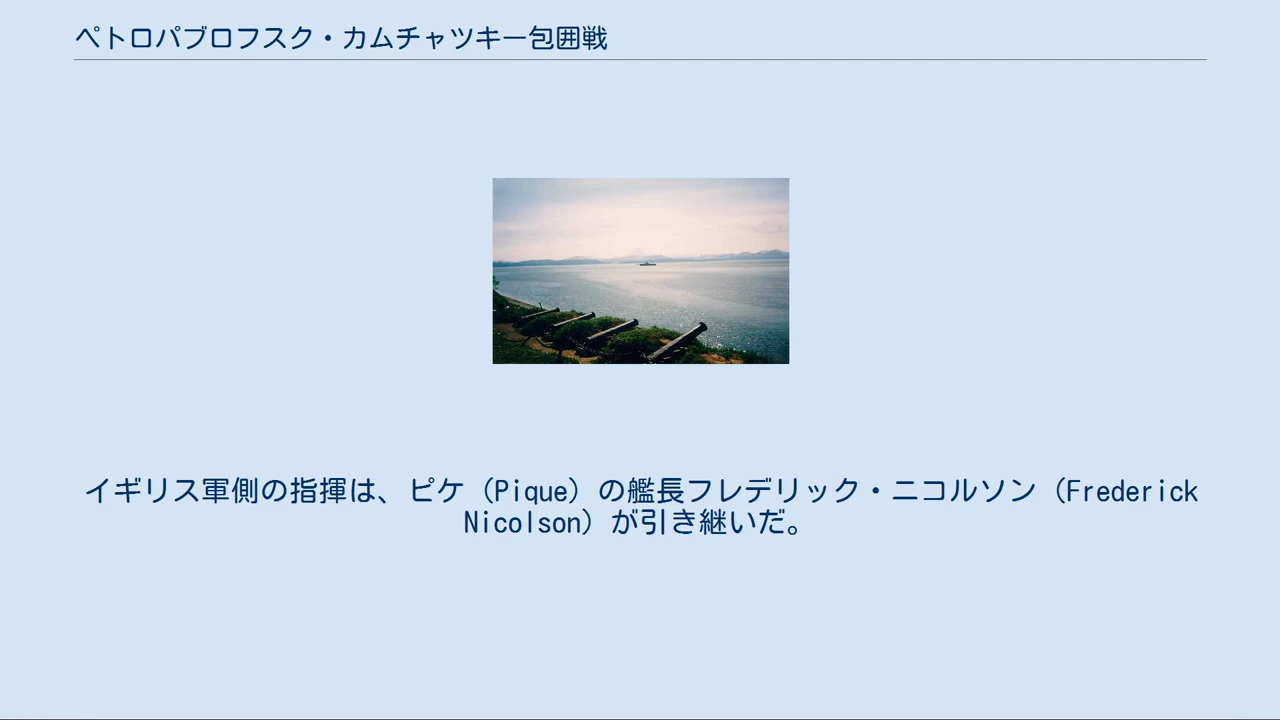 ペトロパブロフスク・カムチャツキー包囲戦
イギリス軍側の指揮は、ピケ（Pique）の艦長フレデリック・ニコルソン（Frederick
Nicolson）が引き継いだ。